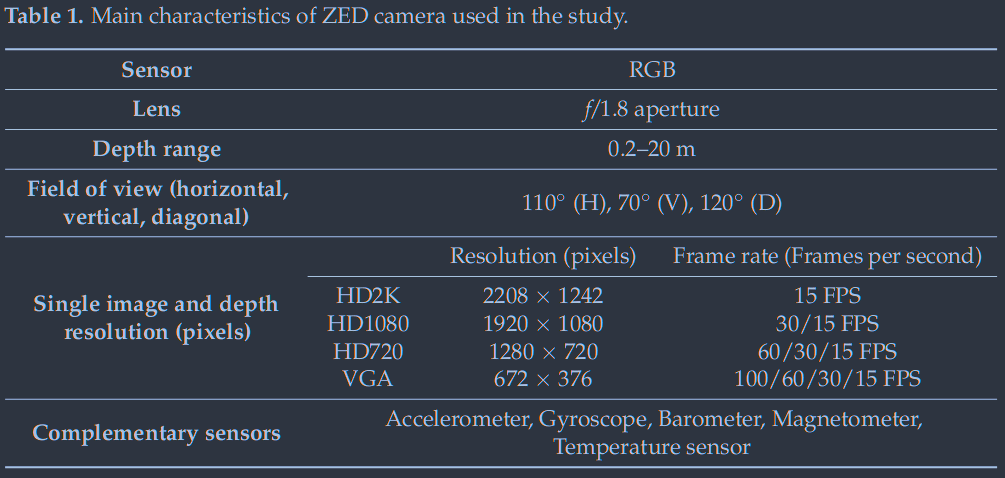 Table 1. Main characteristics of ZED camera used in the study.
Sensor RGB
Lens f/1.8 aperture
Depth range 0.2–20 m
Field of view (horizontal,
vertical, diagonal) 110° (H), 70° (V), 120° (D)
Single image and depth
resolution (pixels)
Resolution (pixels) Frame rate (Frames per second)
HD2K 2208 × 1242 15 FPS
HD1080 1920 × 1080 30/15 FPS
HD720 1280 × 720 60/30/15 FPS
VGA 672 × 376 100/60/30/15 FPS
Complementary sensors Accelerometer, Gyroscope, Barometer, Magnetometer,
Temperature sensor